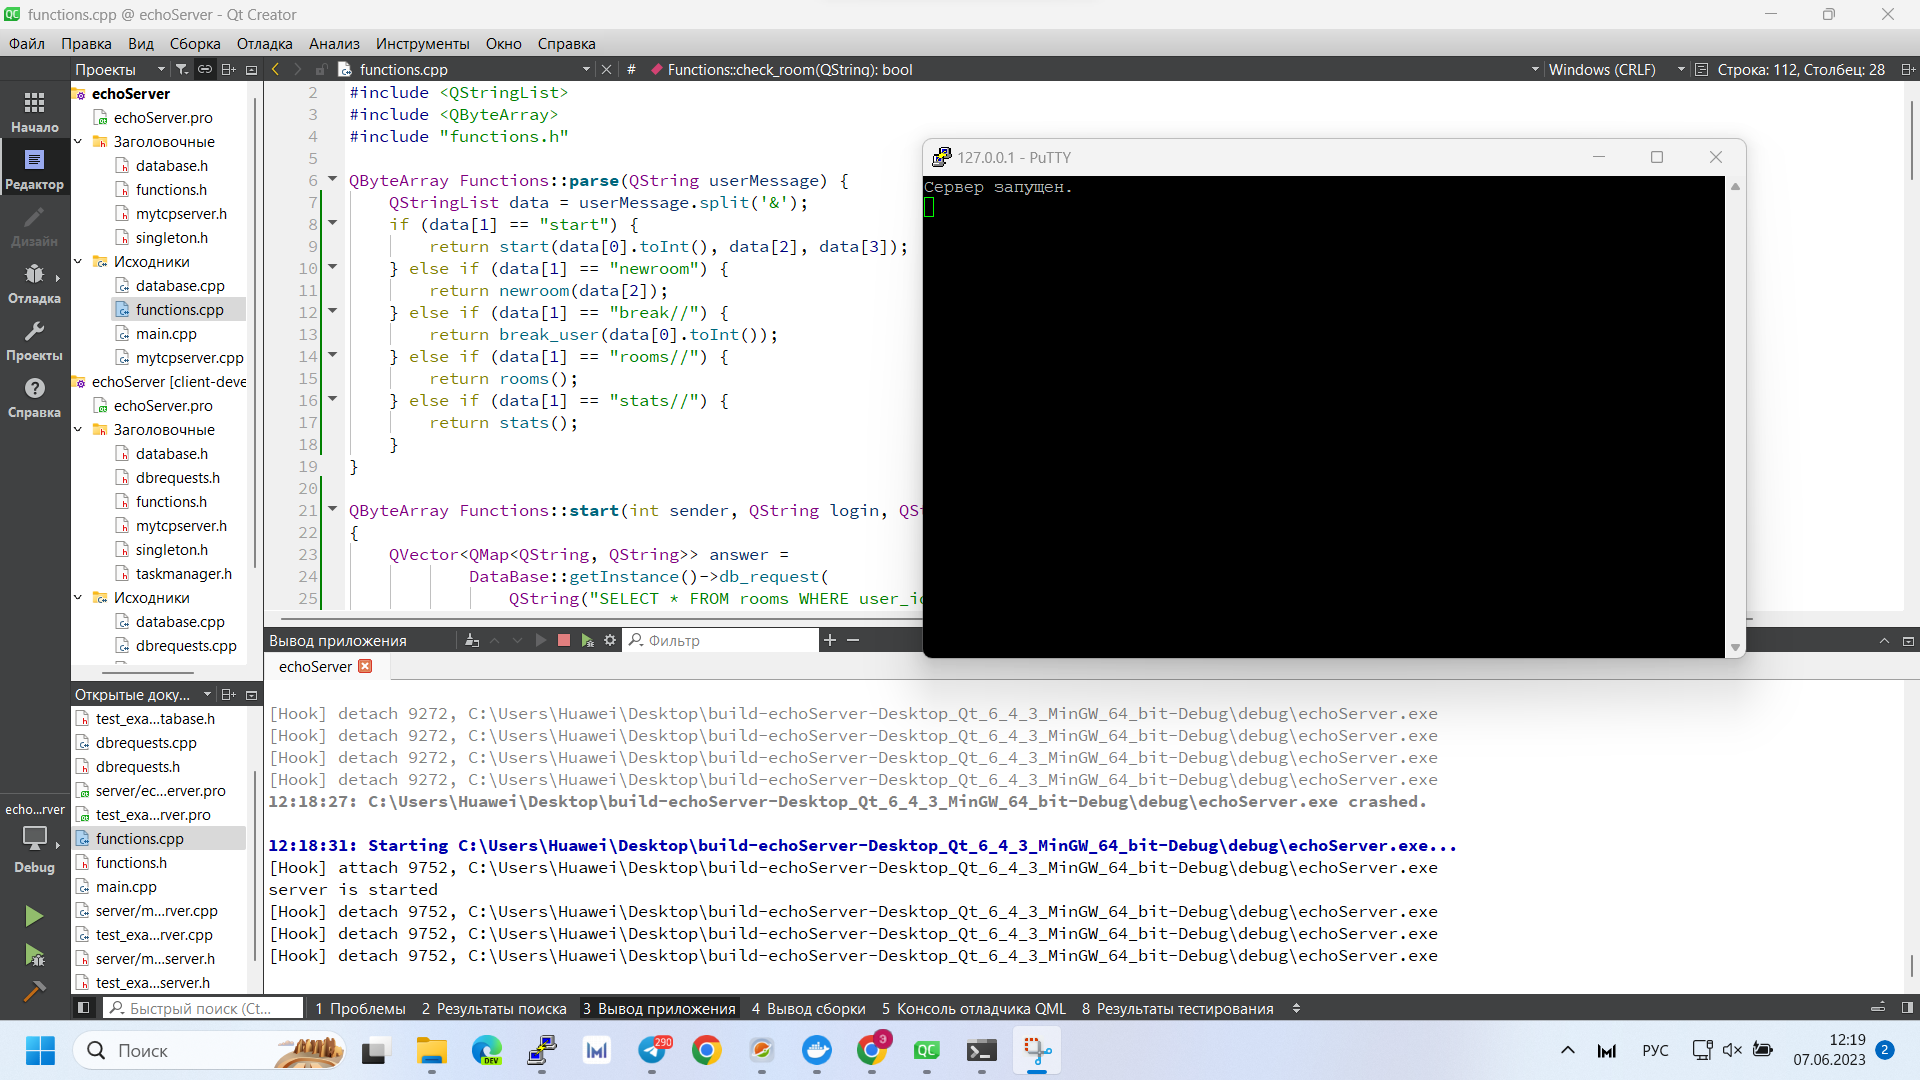 functions.cpp @ echoServer - Qt Creator
Файл Правка Вид Сборка Отладка Анализ Инструменты Окно Справка
Проекты
functions.cpp
# Functions::check_room(QString): bool
Windows (CRLF)
Строка: 112, Столбец: 28
Начало
Редактор
Дизайн
Отладка
Проекты
Справка
echo...rver
Debug
echoServer
echoServer.pro
Заголовочные
database.h
functions.h
mytcpserver.h
singleton.h
Исходники
database.cpp
functions.cpp
main.cpp
mytcpserver.cpp
echoServer [client-deve
echoServer.pro
Заголовочные
database.h
dbrequests.h
functions.h
mytcpserver.h
singleton.h
taskmanager.h
Исходники
database.cpp
dbrequests.cpp
Открытые доку...
test_exa...tabase.h
dbrequests.cpp
dbrequests.h
server/ec...erver.pro
test_exa...rver.pro
functions.cpp
functions.h
main.cpp
server/m...rver.cpp
test_exa...rver.cpp
server/m...server.h
test_exa...server.h
2 #include <QStringList>
3 #include <QByteArray>
4 #include "functions.h"
5
6 QByteArray Functions::parse(QString userMessage) {
7 QStringList data = userMessage.split('&');
8 if (data[1] == "start") {
9 return start(data[0].toInt(), data[2], data[3]);
10 } else if (data[1] == "newroom") {
11 return newroom(data[2]);
12 } else if (data[1] == "break//") {
13 return break_user(data[0].toInt());
14 } else if (data[1] == "rooms//") {
15 return rooms();
16 } else if (data[1] == "stats//") {
17 return stats();
18 }
19 }
20
21 QByteArray Functions::start(int sender, QString login, QSt
22 {
23 QVector<QMap<QString, QString>> answer =
24 DataBase::getInstance()->db_request(
25 QString("SELECT * FROM rooms WHERE user_id
127.0.0.1 - PuTTY
Сервер запущен.
Вывод приложения
Фильтр
echoServer
[Hook] detach 9272, C:\Users\Huawei\Desktop\build-echoServer-Desktop_Qt_6_4_3_MinGW_64_bit-Debug\debug\echoServer.exe
[Hook] detach 9272, C:\Users\Huawei\Desktop\build-echoServer-Desktop_Qt_6_4_3_MinGW_64_bit-Debug\debug\echoServer.exe
[Hook] detach 9272, C:\Users\Huawei\Desktop\build-echoServer-Desktop_Qt_6_4_3_MinGW_64_bit-Debug\debug\echoServer.exe
[Hook] detach 9272, C:\Users\Huawei\Desktop\build-echoServer-Desktop_Qt_6_4_3_MinGW_64_bit-Debug\debug\echoServer.exe
12:18:27: C:\Users\Huawei\Desktop\build-echoServer-Desktop_Qt_6_4_3_MinGW_64_bit-Debug\debug\echoServer.exe crashed.
12:18:31: Starting C:\Users\Huawei\Desktop\build-echoServer-Desktop_Qt_6_4_3_MinGW_64_bit-Debug\debug\echoServer.exe...
[Hook] attach 9752, C:\Users\Huawei\Desktop\build-echoServer-Desktop_Qt_6_4_3_MinGW_64_bit-Debug\debug\echoServer.exe
server is started
[Hook] detach 9752, C:\Users\Huawei\Desktop\build-echoServer-Desktop_Qt_6_4_3_MinGW_64_bit-Debug\debug\echoServer.exe
[Hook] detach 9752, C:\Users\Huawei\Desktop\build-echoServer-Desktop_Qt_6_4_3_MinGW_64_bit-Debug\debug\echoServer.exe
[Hook] detach 9752, C:\Users\Huawei\Desktop\build-echoServer-Desktop_Qt_6_4_3_MinGW_64_bit-Debug\debug\echoServer.exe
Быстрый поиск (Ct... 1 Проблемы 2 Результаты поиска 3 Вывод приложения 4 Вывод сборки 5 Консоль отладчика QML 8 Результаты тестирования
Поиск
DEV
290
3
QC
РУС
12:19
07.06.2023
2